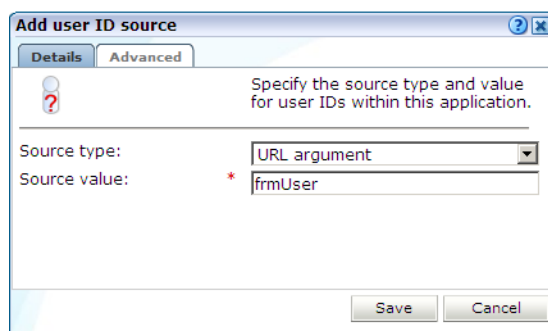 Add user ID source
Details Advanced
Specify the source type and value
for user IDs within this application.
Source type: URL argument
Source value: * frmUser
Save Cancel